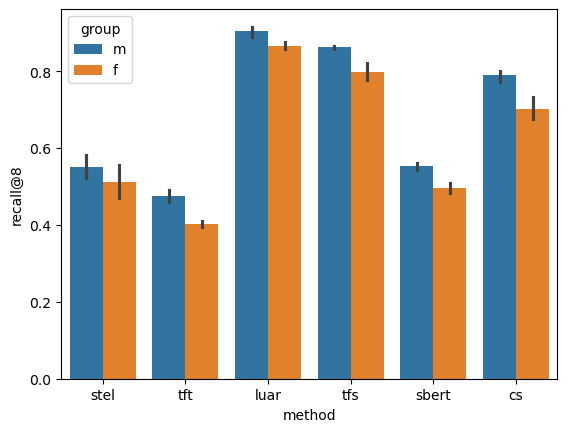 group
m
f
recall@8
0.8
0.6
0.4
0.2
0.0
stel tft luar tfs sbert cs
method